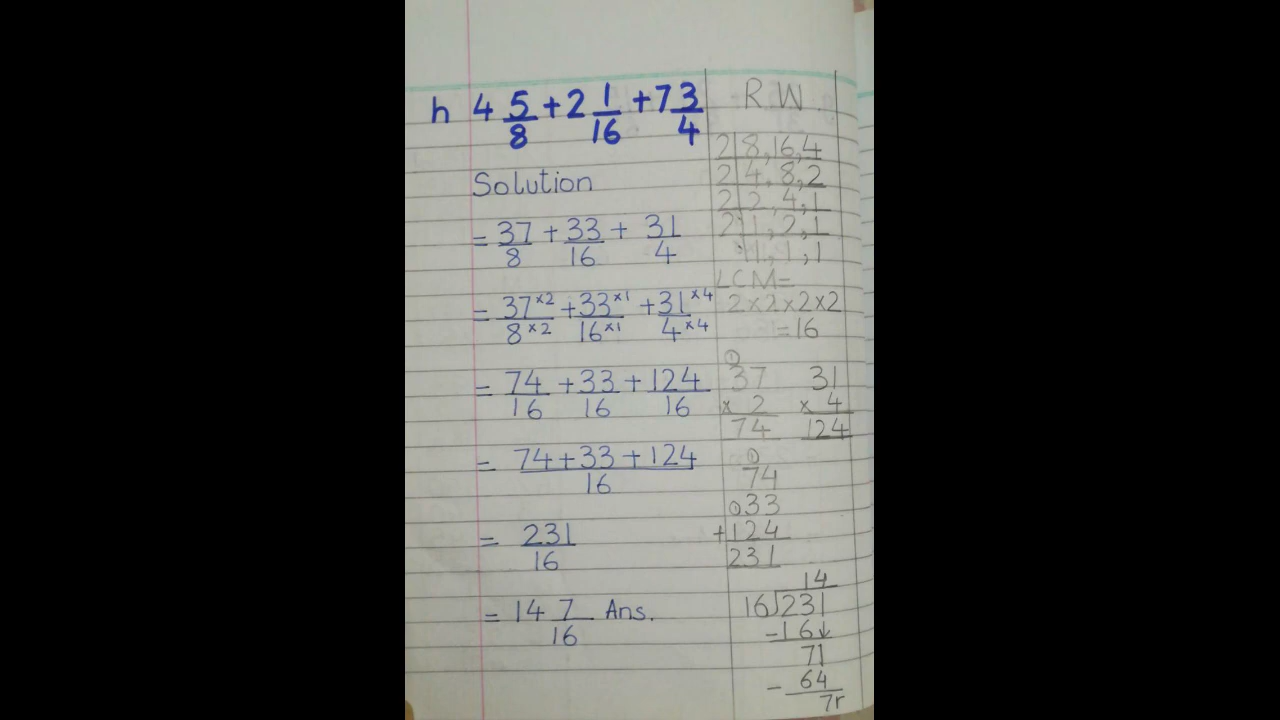 h 4 5/8 + 2 1/16 + 7 3/4
Solution
= 37/8 + 33/16 + 31/4
= 37×2/8×2 + 33×1/16×1 + 31×4/4×4
= 74/16 + 33/16 + 124/16
= 74+33+124/16
= 231/16
= 14 7/16 Ans.
R W.
2|8,16,4
2|4,8,2
2|2,4,1
2|1,2,1
1,1,1
LCM=
2×2×2×2
=16
1
37
× 2
74
31
× 4
124
1
74
1 33
+124
231
14
16)231
-16↓
71
- 64
7r